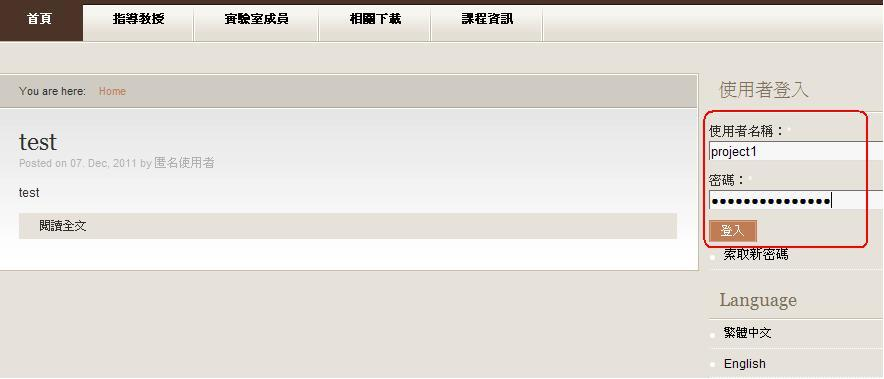 首頁 指導教授 實驗室成員 相關下載 課程資訊
You are here: Home
test
Posted on 07. Dec, 2011 by 匿名使用者
test
閱讀全文
使用者登入
使用者名稱：*
project1
密碼：*
●●●●●●●●●●●●●●●
登入
索取新密碼
Language
繁體中文
English